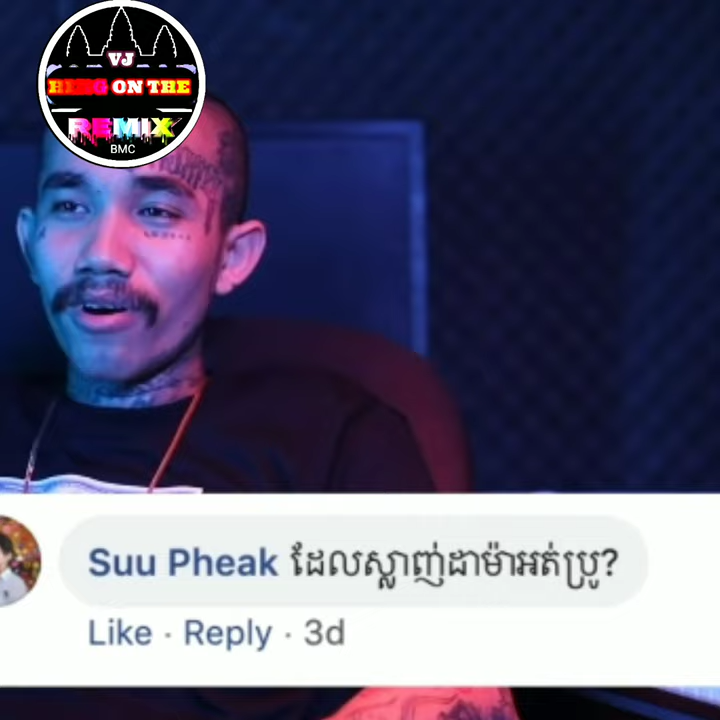 VJ
HENG ON THE
REMIX
BMC
Suu Pheak ដែលស្លាញ់ដាម៉ាអត់ប្រូ?
Like · Reply · 3d